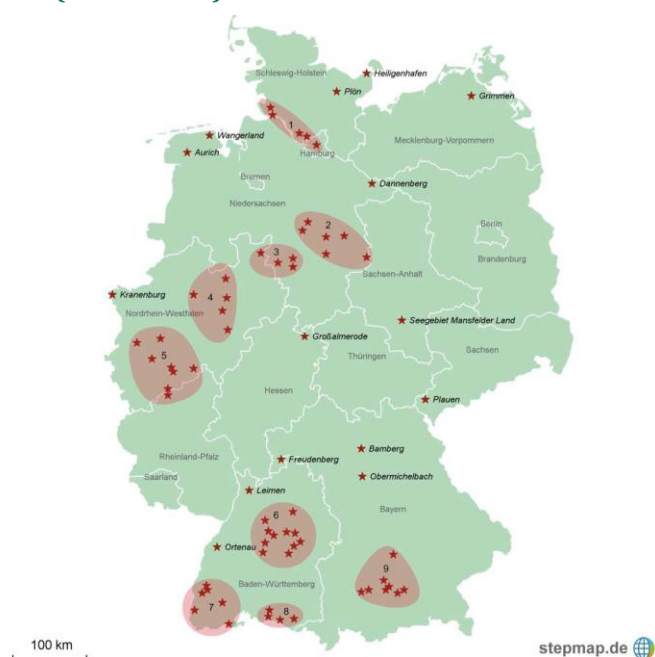 Schleswig-Holstein
Heiligenhafen
Plön
Grimmen
1
Wangerland
Mecklenburg-Vorpommern
Aurich
Hamburg
Bremen
Dannenberg
Niedersachsen
2
Berlin
3
Brandenburg
Sachsen-Anhalt
Kranenburg
4
Nordrhein-Westfalen
Seegebiet Mansfelder Land
Großalmerode
Sachsen
5
Thüringen
Hessen
Plauen
Bamberg
Rheinland-Pfalz
Freudenberg
Saarland
Obermichelbach
Leimen
6
Bayern
Ortenau
9
Baden-Württemberg
7
8
100 km
stepmap.de